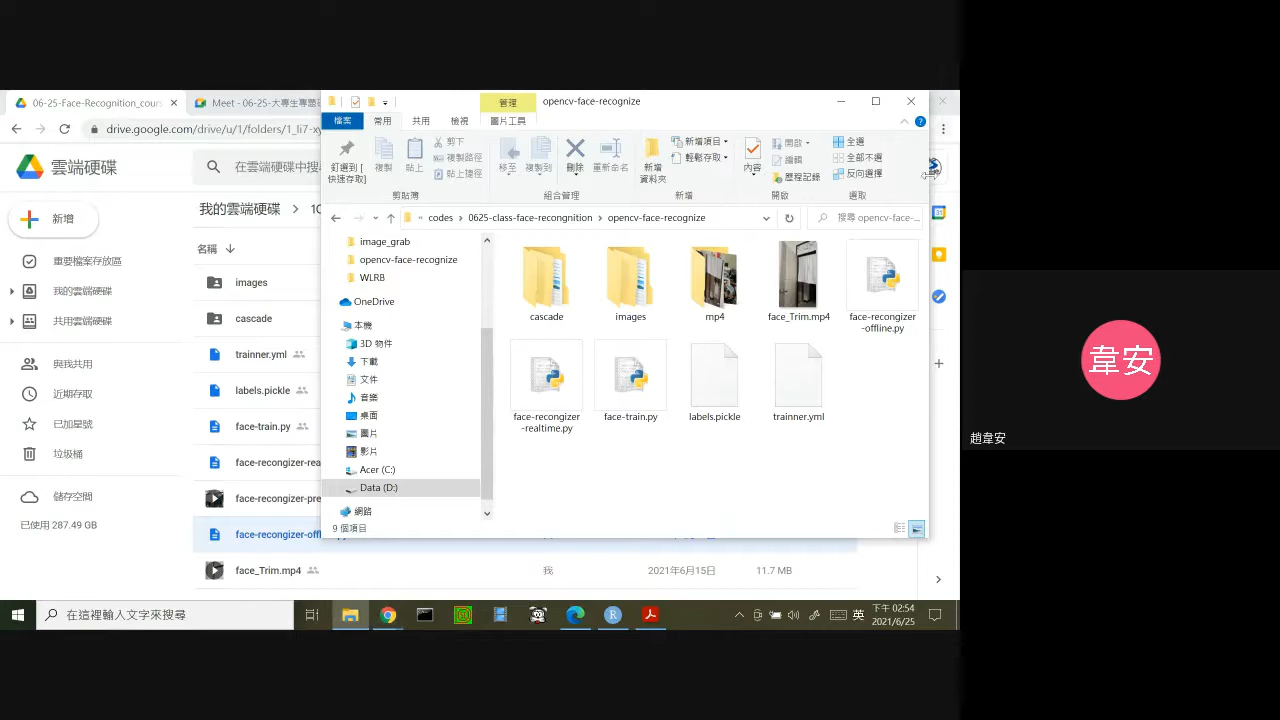 06-25-Face-Recognition_cours
Meet - 06-25-大專生專題
drive.google.com/drive/u/1/folders/1_Ii7-xy
雲端硬碟
在雲端硬碟中搜
新增
重要檔案存放區
我的雲端硬碟
共用雲端硬碟
與我共用
近期存取
已加星號
垃圾桶
儲存空間
已使用 287.49 GB
我的雲端硬碟 > 10
名稱
images
cascade
trainner.yml
labels.pickle
face-train.py
face-recongizer-rea
face-recongizer-pre
face-recongizer-offl
face_Trim.mp4 我 2021年6月15日 11.7 MB
管理
opencv-face-recognize
檔案 常用 共用 檢視 圖片工具
釘選到 [快速存取]
複製
貼上
剪下
複製路徑
貼上捷徑
剪貼簿
移至
複製到
刪除
重新命名
組合管理
新增資料夾
新增項目
輕鬆存取
新增
內容
開啟
編輯
歷程記錄
開啟
全選
全部不選
反向選擇
選取
« codes > 0625-class-face-recongnition > opencv-face-recognize
搜尋 opencv-face-...
image_grab
opencv-face-recognize
WLRB
OneDrive
本機
3D 物件
下載
文件
音樂
桌面
圖片
影片
Acer (C:)
Data (D:)
網路
9 個項目
cascade
images
mp4
face_Trim.mp4
face-recongizer
-offline.py
face-recongizer
-realtime.py
face-train.py
labels.pickle
trainner.yml
在這裡輸入文字來搜尋
英
下午 02:54
2021/6/25
韋安
趙韋安